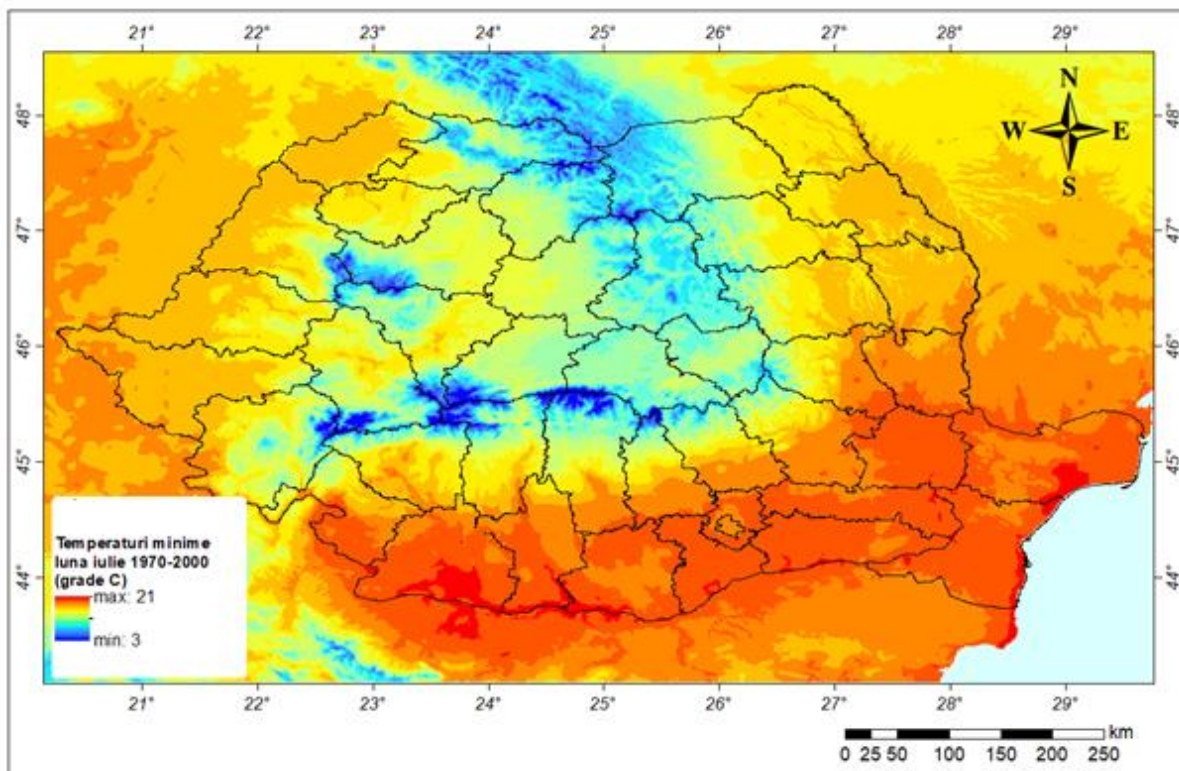 21° 22° 23° 24° 25° 26° 27° 28° 29°
N
W E
S
48° 48°
47° 47°
46° 46°
45° 45°
44° 44°
Temperaturi minime
luna iulie 1970-2000
(grade C)
max: 21
min: 3
21° 22° 23° 24° 25° 26° 27° 28° 29°
km
0 25 50 100 150 200 250